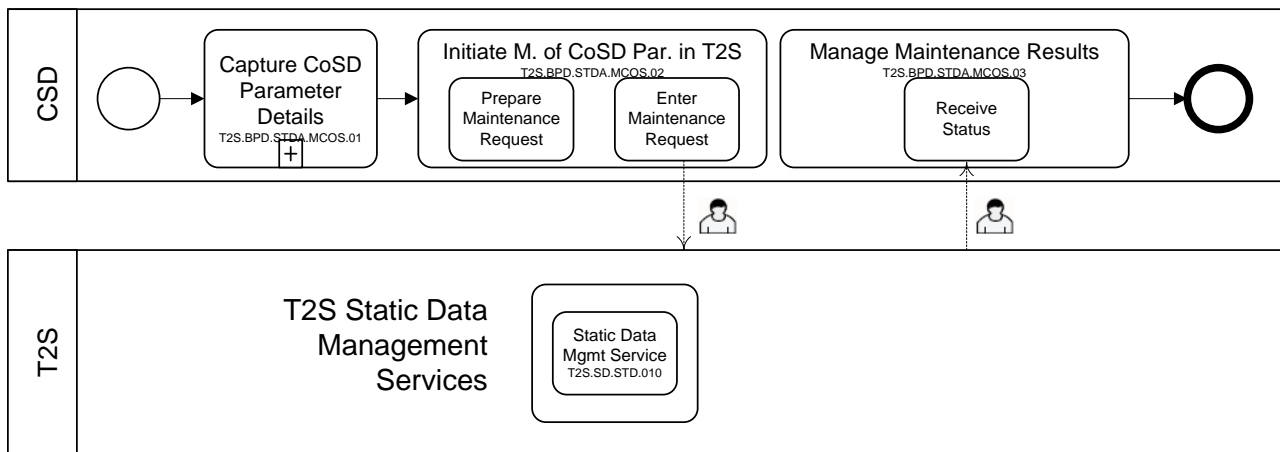 CSD
Capture CoSD
Parameter
Details
T2S.BPD.STDA.MCOS.01
Initiate M. of CoSD Par. in T2S
T2S.BPD.STDA.MCOS.02
Prepare
Maintenance
Request
Enter
Maintenance
Request
Manage Maintenance Results
T2S.BPD.STDA.MCOS.03
Receive
Status
T2S
T2S Static Data
Management
Services
Static Data
Mgmt Service
T2S.SD.STD.010